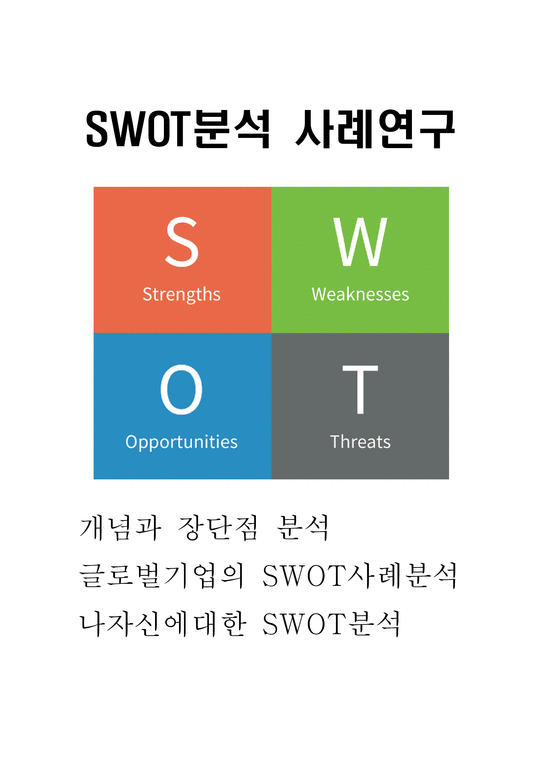 SWOT분석 사례연구
S
Strengths
W
Weaknesses
O
Opportunities
T
Threats
개념과 장단점 분석
글로벌기업의 SWOT사례분석
나자신에대한 SWOT분석